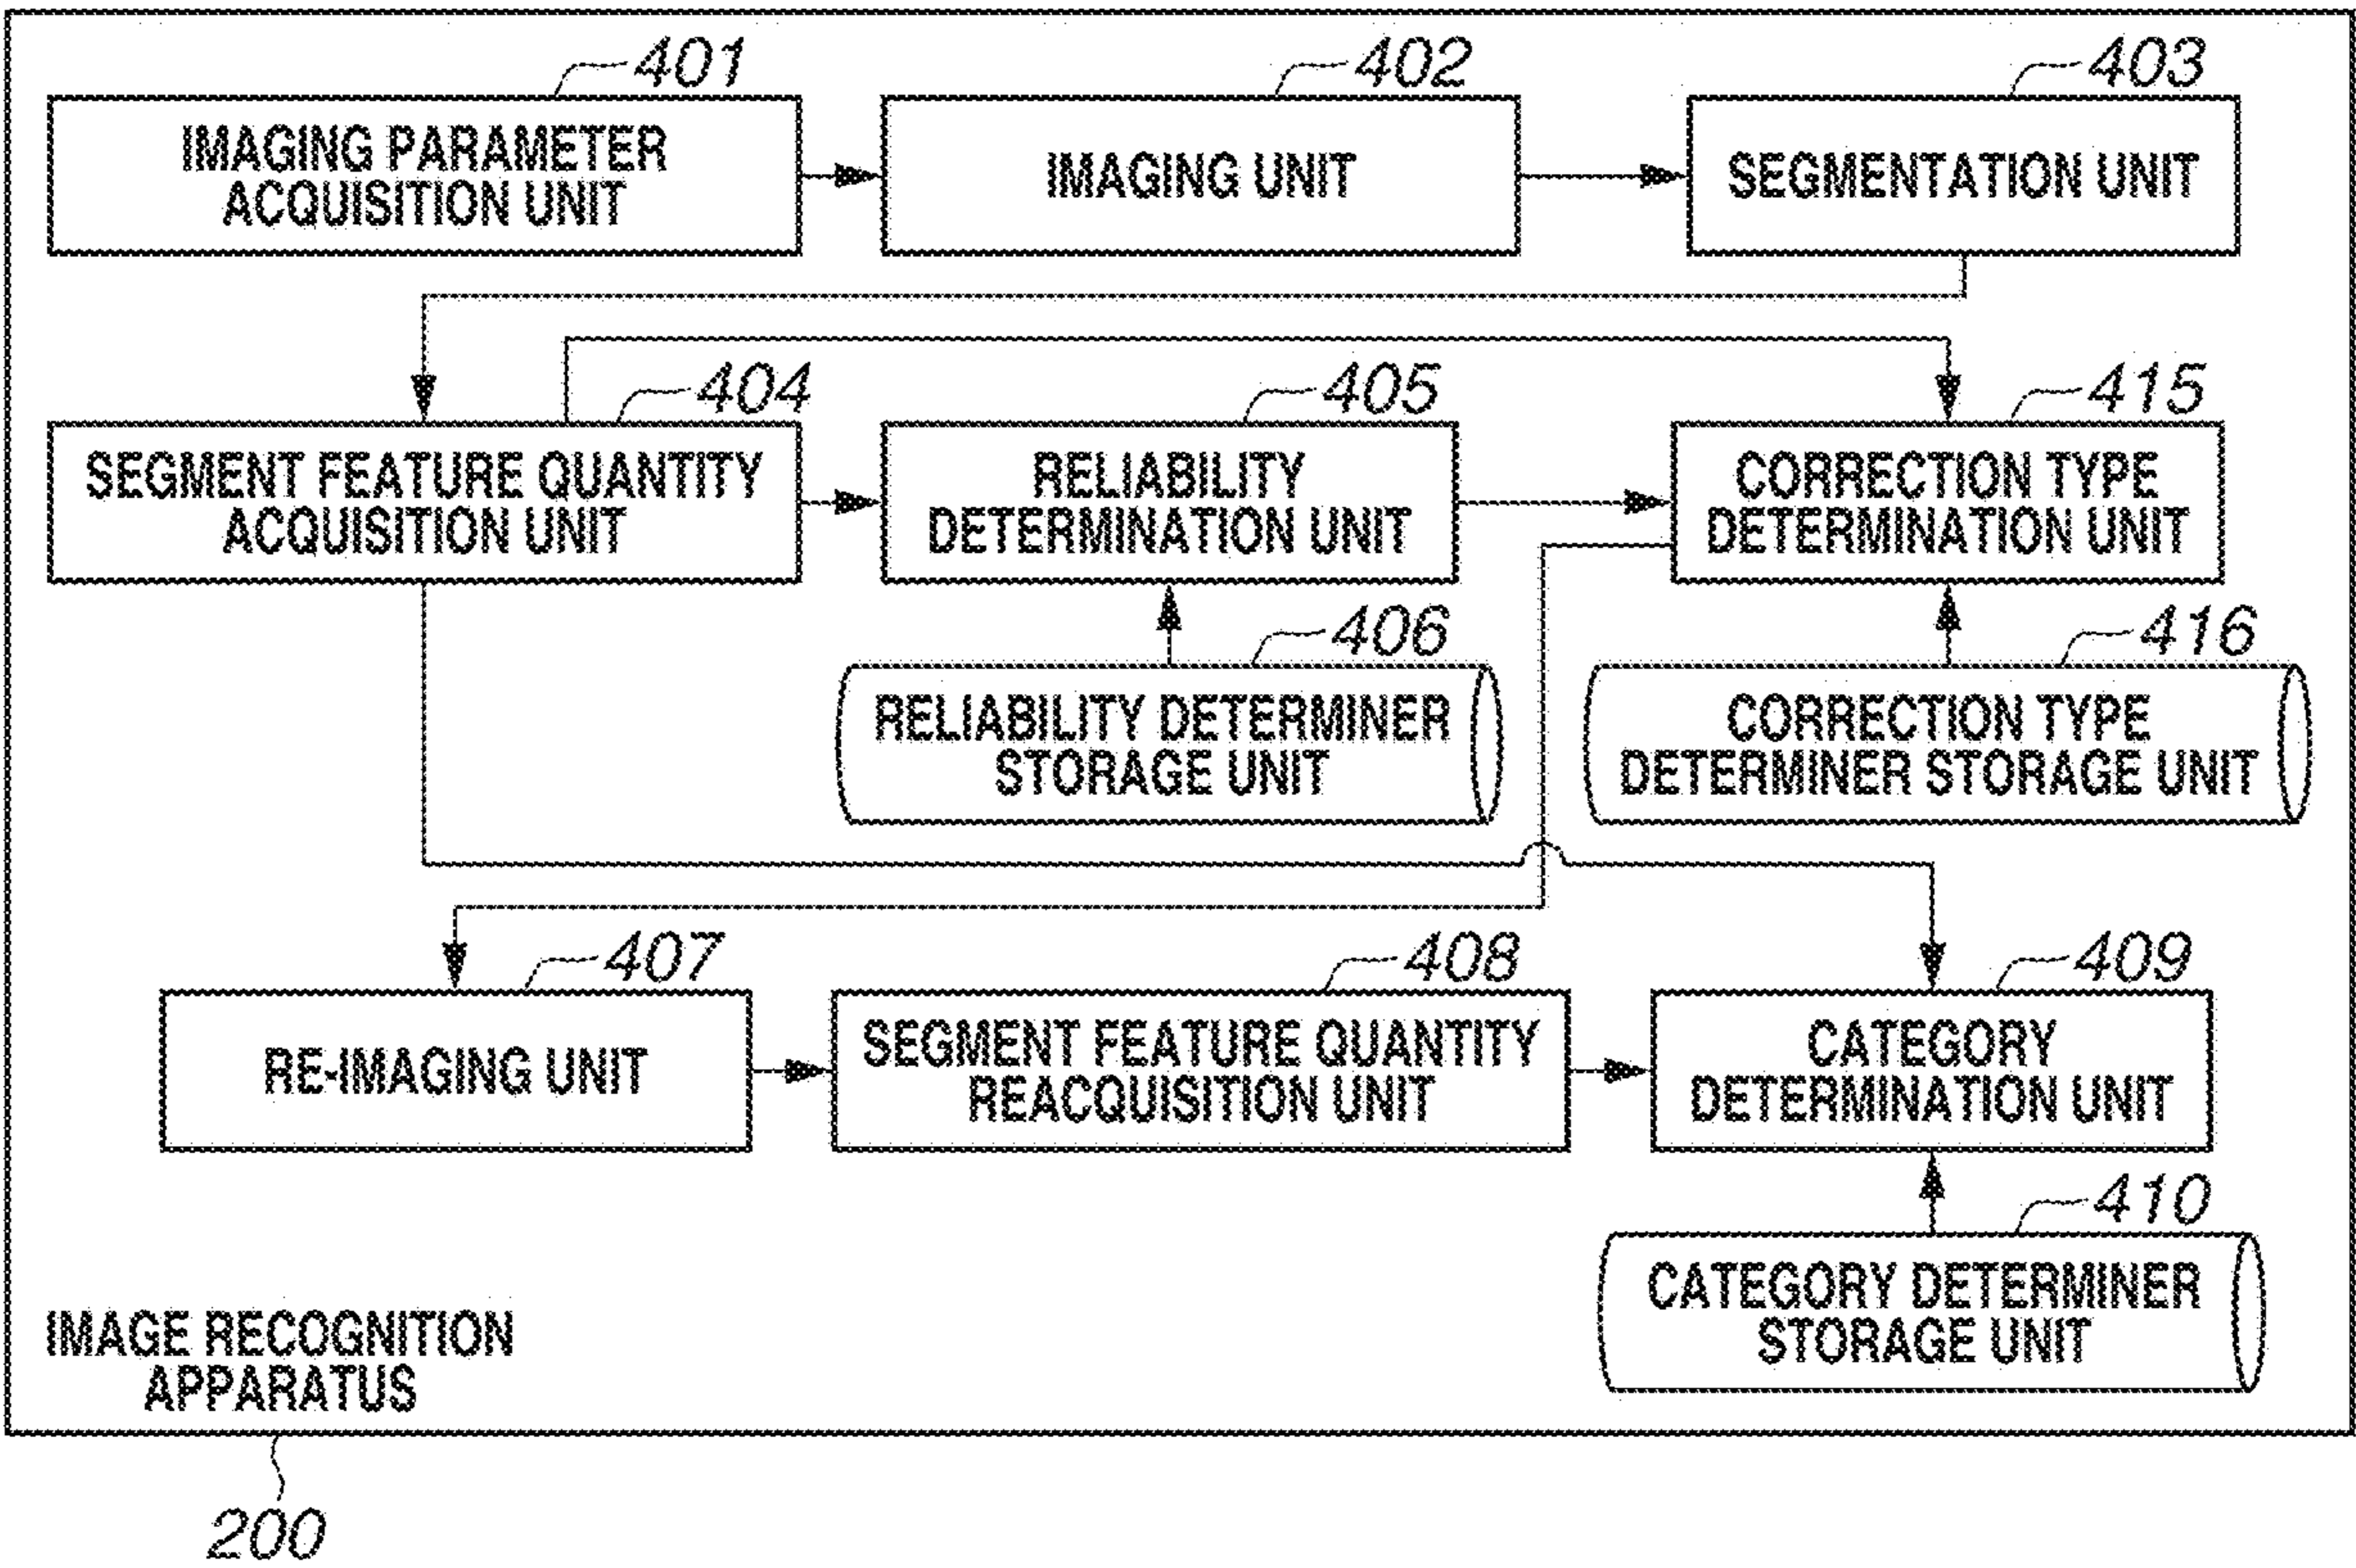 401
402
403
IMAGING PARAMETER
ACQUISITION UNIT
IMAGING UNIT
SEGMENTATION UNIT
404
405
415
SEGMENT FEATURE QUANTITY
ACQUISITION UNIT
RELIABILITY
DETERMINATION UNIT
CORRECTION TYPE
DETERMINATION UNIT
406
416
RELIABILITY DETERMINER
STORAGE UNIT
CORRECTION TYPE
DETERMINER STORAGE UNIT
407
408
409
RE-IMAGING UNIT
SEGMENT FEATURE QUANTITY
REACQUISITION UNIT
CATEGORY
DETERMINATION UNIT
410
CATEGORY DETERMINER
STORAGE UNIT
IMAGE RECOGNITION
APPARATUS
200